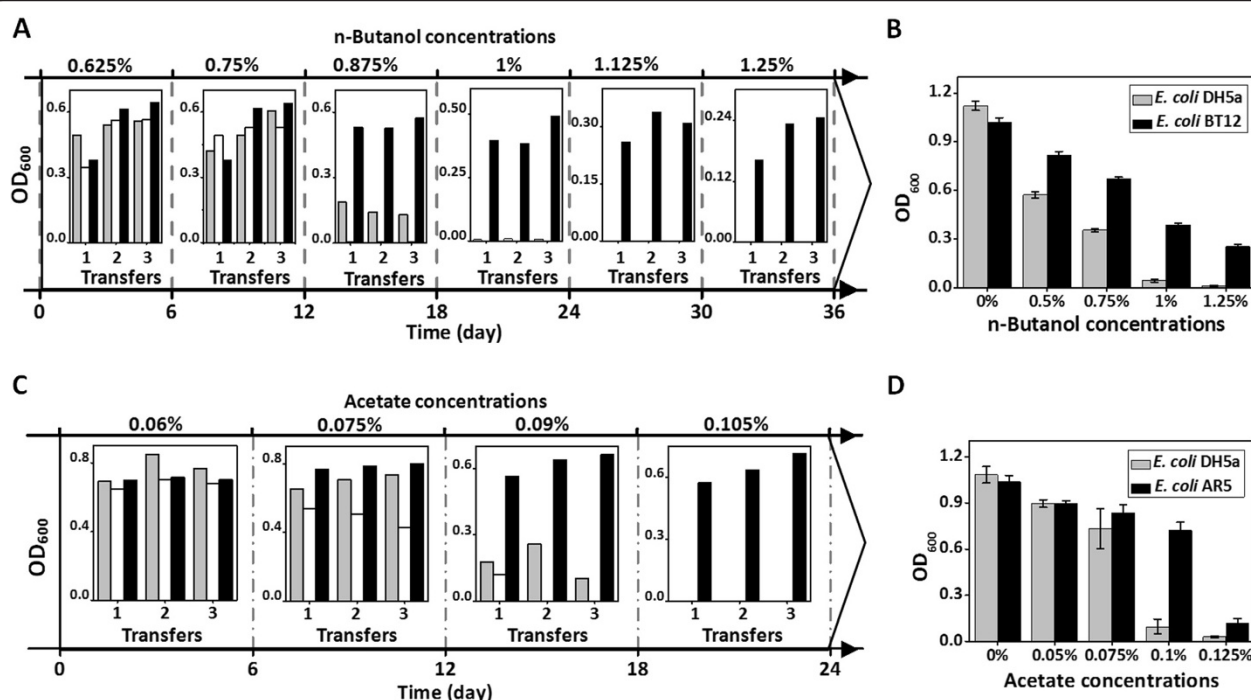 A
n-Butanol concentrations
0.625% 0.75% 0.875% 1% 1.125% 1.25%
OD600
0.6 0.3 0.0
0.6 0.3 0.0
0.6 0.3 0.0
0.50 0.25 0.00
0.30 0.15 0.00
0.24 0.12 0.00
1 2 3 1 2 3 1 2 3 1 2 3 1 2 3 1 2 3
Transfers Transfers Transfers Transfers Transfers Transfers
0 6 12 18 24 30 36
Time (day)
B
E. coli DH5a
E. coli BT12
OD600
1.2
0.9
0.6
0.3
0.0
0% 0.5% 0.75% 1% 1.25%
n-Butanol concentrations
C
Acetate concentrations
0.06% 0.075% 0.09% 0.105%
OD600
0.8 0.4 0.0
0.8 0.4 0.0
0.6 0.3 0.0
0.6 0.3 0.0
1 2 3 1 2 3 1 2 3 1 2 3
Transfers Transfers Transfers Transfers
0 6 12 18 24
Time (day)
D
E. coli DH5a
E. coli AR5
OD600
1.2
0.9
0.6
0.3
0.0
0% 0.05% 0.075% 0.1% 0.125%
Acetate concentrations